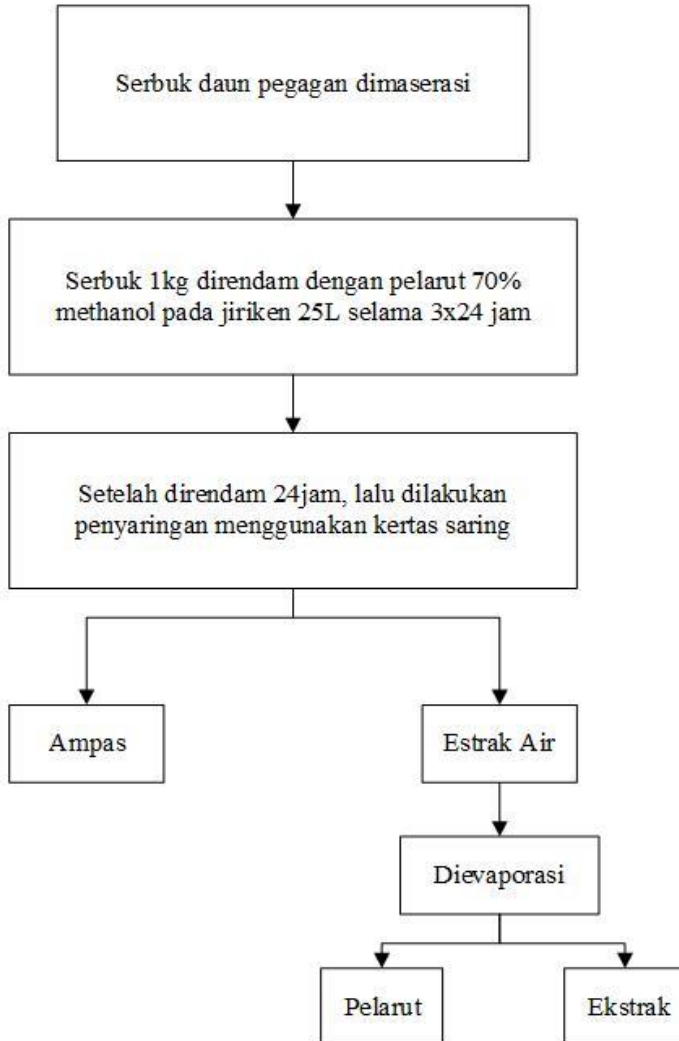 Serbuk daun pegagan dimaserasi
Serbuk 1kg direndam dengan pelarut 70%
methanol pada jiriken 25L selama 3x24 jam
Setelah direndam 24jam, lalu dilakukan
penyaringan menggunakan kertas saring
Ampas
Estrak Air
Dievaporasi
Pelarut
Ekstrak